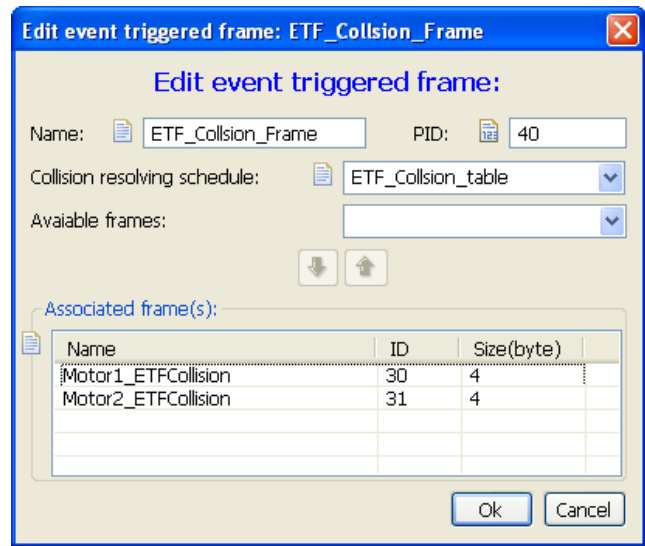 Edit event triggered frame: ETF_Collsion_Frame
Edit event triggered frame:
Name: ETF_Collsion_Frame PID: 123 40
Collision resolving schedule: ETF_Collsion_table
Avaiable frames:
Associated frame(s):
Name ID Size(byte)
Motor1_ETFCollision 30 4
Motor2_ETFCollision 31 4
Ok Cancel